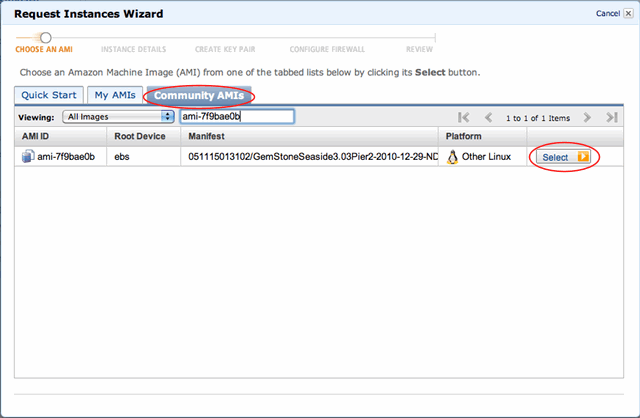 Request Instances Wizard
Cancel
CHOOSE AN AMI INSTANCE DETAILS CREATE KEY PAIR CONFIGURE FIREWALL REVIEW
Choose an Amazon Machine Image (AMI) from one of the tabbed lists below by clicking its Select button.
Quick Start My AMIs Community AMIs
Viewing: All Images ami-7f9bae0b 1 to 1 of 1 Items
AMI ID Root Device Manifest Platform
ami-7f9bae0b ebs 051115013102/GemStoneSeaside3.03Pier2-2010-12-29-ND Other Linux Select